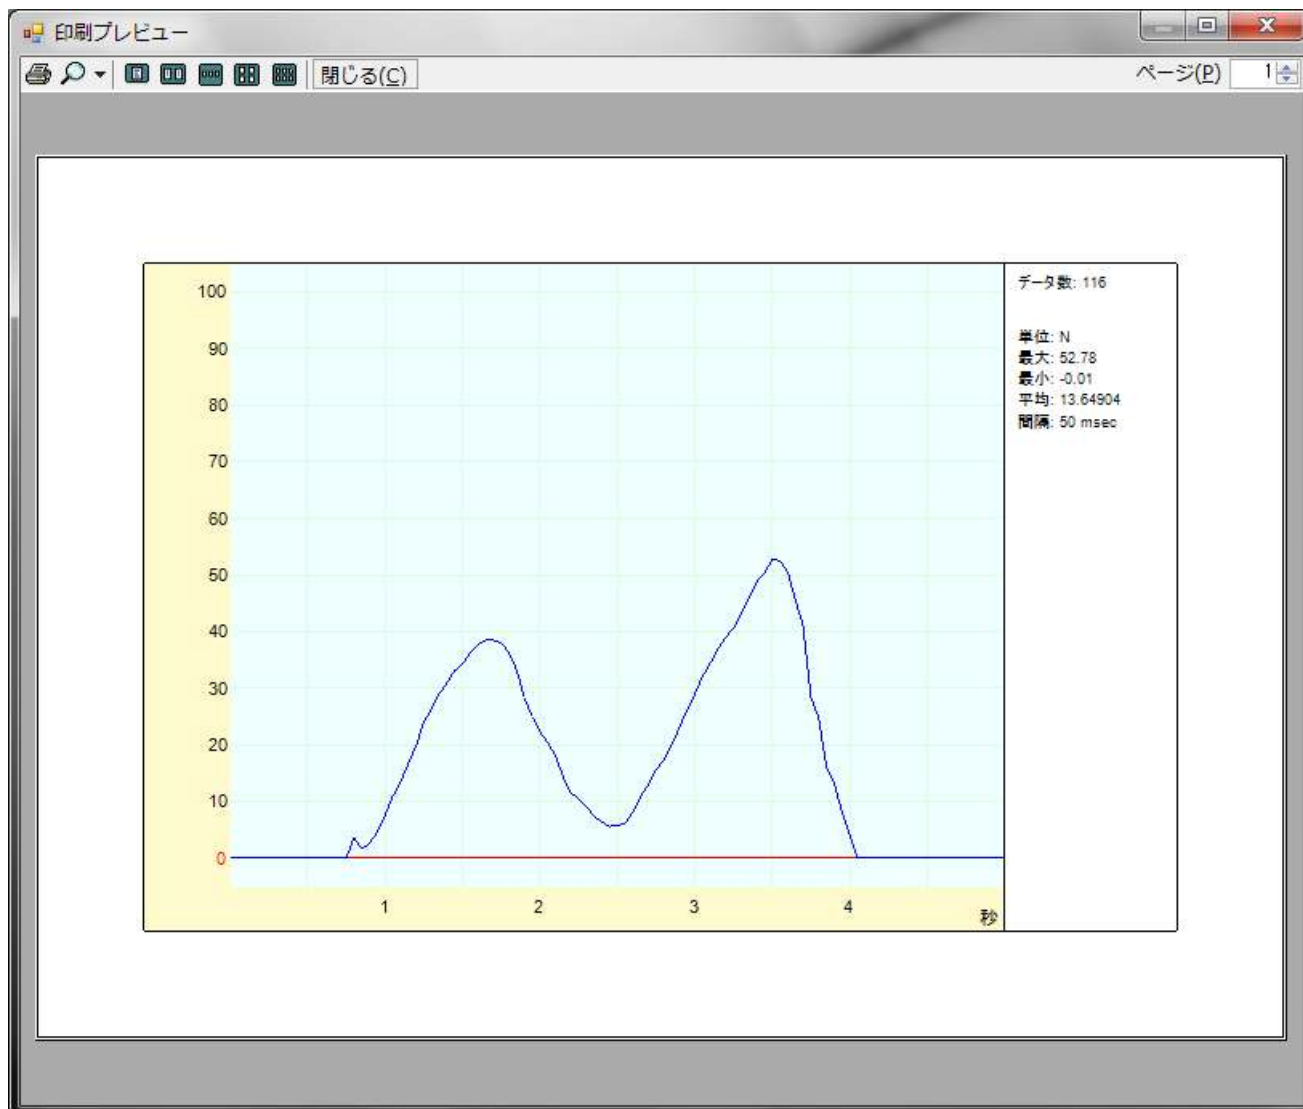 印刷プレビュー
閉じる(C)
ページ(P) 1
100
90
80
70
60
50
40
30
20
10
0
1 2 3 4 秒
データ数: 116
単位: N
最大: 52.78
最小: -0.01
平均: 13.64904
間隔: 50 msec